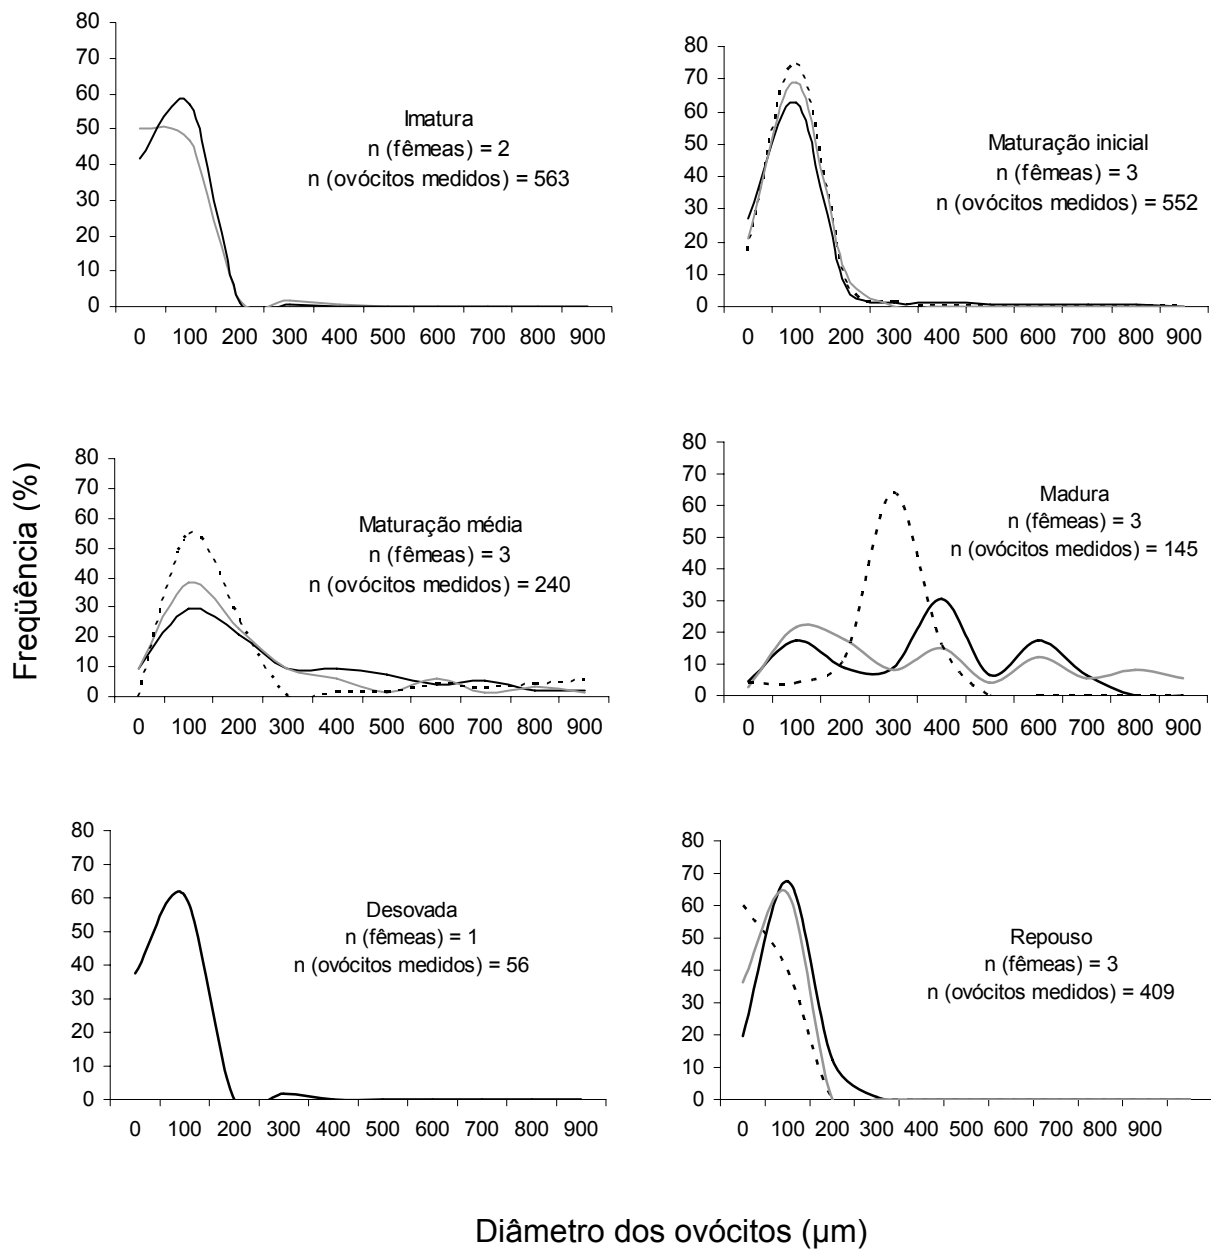 Freqüência (%)
80
70
60
50
40
30
20
10
0
Imatura
n (fêmeas) = 2
n (ovócitos medidos) = 563
0 100 200 300 400 500 600 700 800 900
80
70
60
50
40
30
20
10
0
Maturação inicial
n (fêmeas) = 3
n (ovócitos medidos) = 552
0 100 200 300 400 500 600 700 800 900
80
70
60
50
40
30
20
10
0
Maturação média
n (fêmeas) = 3
n (ovócitos medidos) = 240
0 100 200 300 400 500 600 700 800 900
80
70
60
50
40
30
20
10
0
Madura
n (fêmeas) = 3
n (ovócitos medidos) = 145
0 100 200 300 400 500 600 700 800 900
80
70
60
50
40
30
20
10
0
Desovada
n (fêmeas) = 1
n (ovócitos medidos) = 56
0 100 200 300 400 500 600 700 800 900
80
70
60
50
40
30
20
10
0
Repouso
n (fêmeas) = 3
n (ovócitos medidos) = 409
0 100 200 300 400 500 600 700 800 900
Diâmetro dos ovócitos (µm)